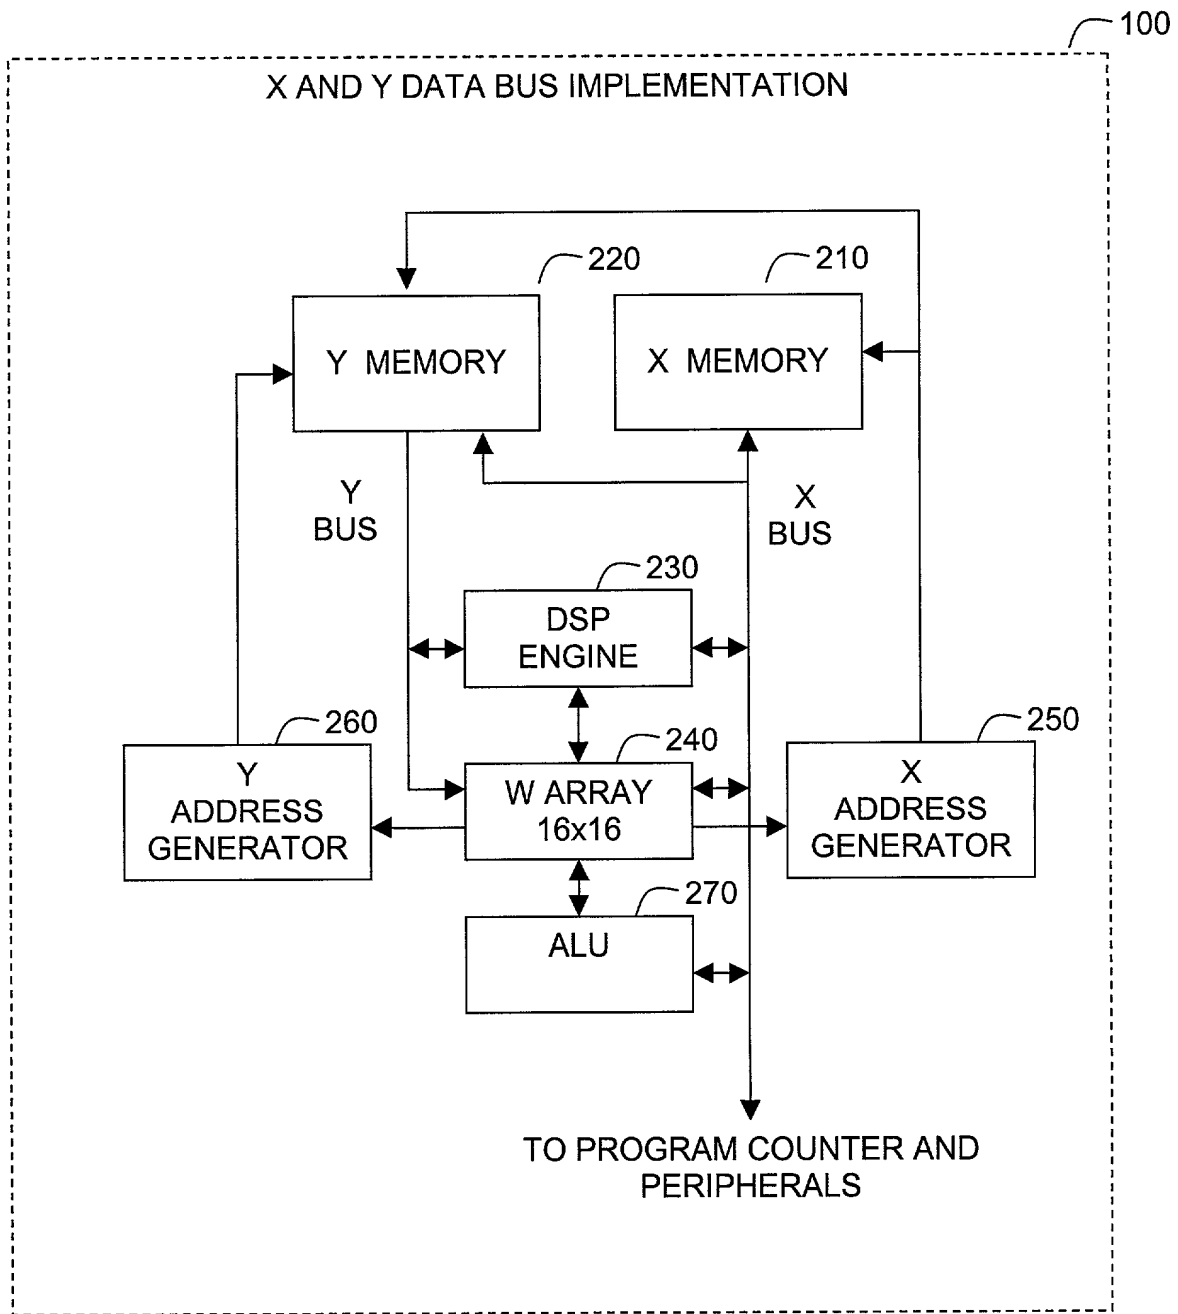 100
X AND Y DATA BUS IMPLEMENTATION
220
210
Y MEMORY
X MEMORY
Y
BUS
X
BUS
230
DSP
ENGINE
260
240
250
Y
ADDRESS
GENERATOR
W ARRAY
16x16
X
ADDRESS
GENERATOR
270
ALU
TO PROGRAM COUNTER AND
PERIPHERALS